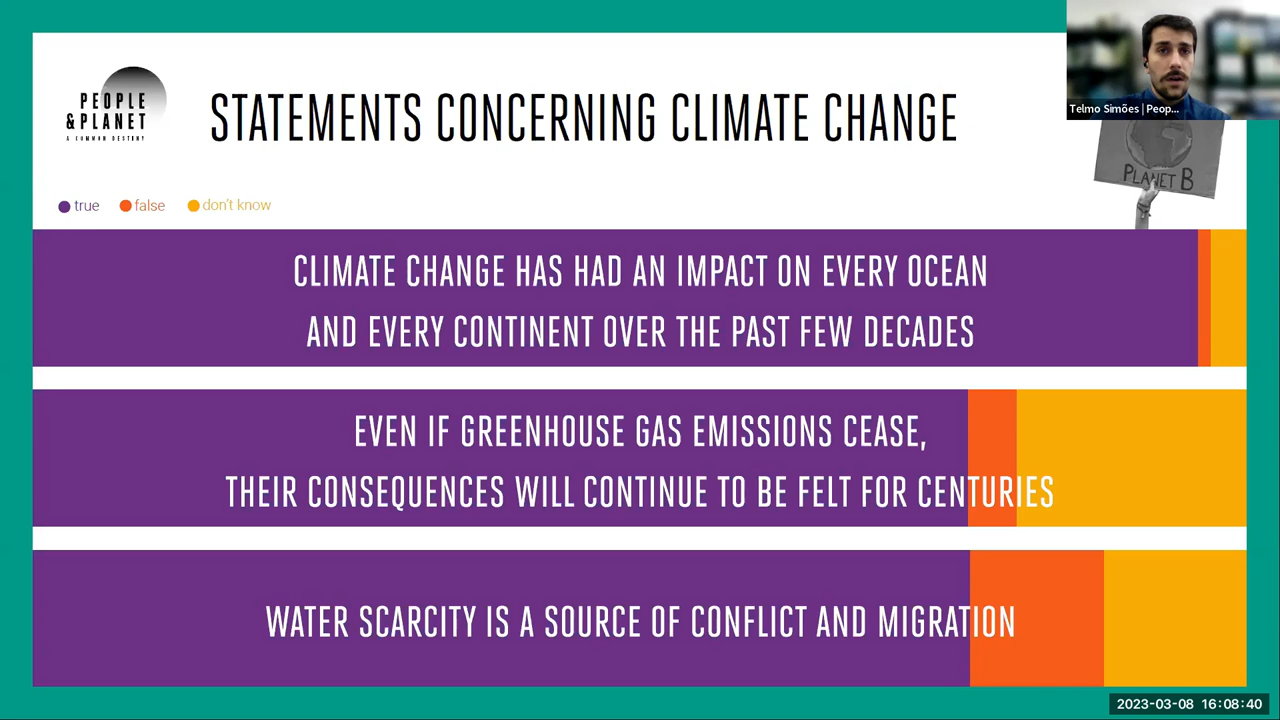 PEOPLE
&PLANET
A COMMON DESTINY
STATEMENTS CONCERNING CLIMATE CHANGE
Telmo Simões | Peop...
PLANET B
true
false
don't know
CLIMATE CHANGE HAS HAD AN IMPACT ON EVERY OCEAN
AND EVERY CONTINENT OVER THE PAST FEW DECADES
EVEN IF GREENHOUSE GAS EMISSIONS CEASE,
THEIR CONSEQUENCES WILL CONTINUE TO BE FELT FOR CENTURIES
WATER SCARCITY IS A SOURCE OF CONFLICT AND MIGRATION
2023-03-08 16:08:40